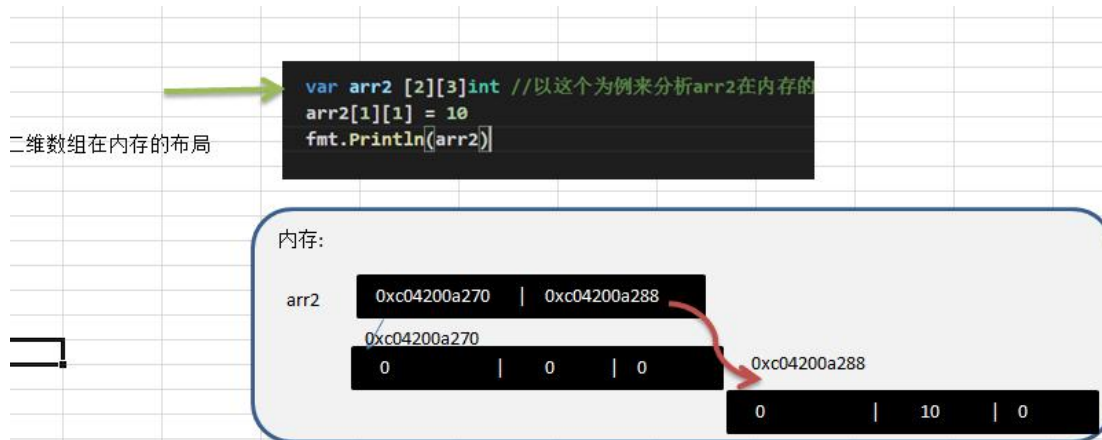 var arr2 [2][3]int //以这个为例来分析arr2在内存的
arr2[1][1] = 10
fmt.Println(arr2)
二维数组在内存的布局
内存:
arr2 0xc04200a270 | 0xc04200a288
0xc04200a270
0 | 0 | 0
0xc04200a288
0 | 10 | 0